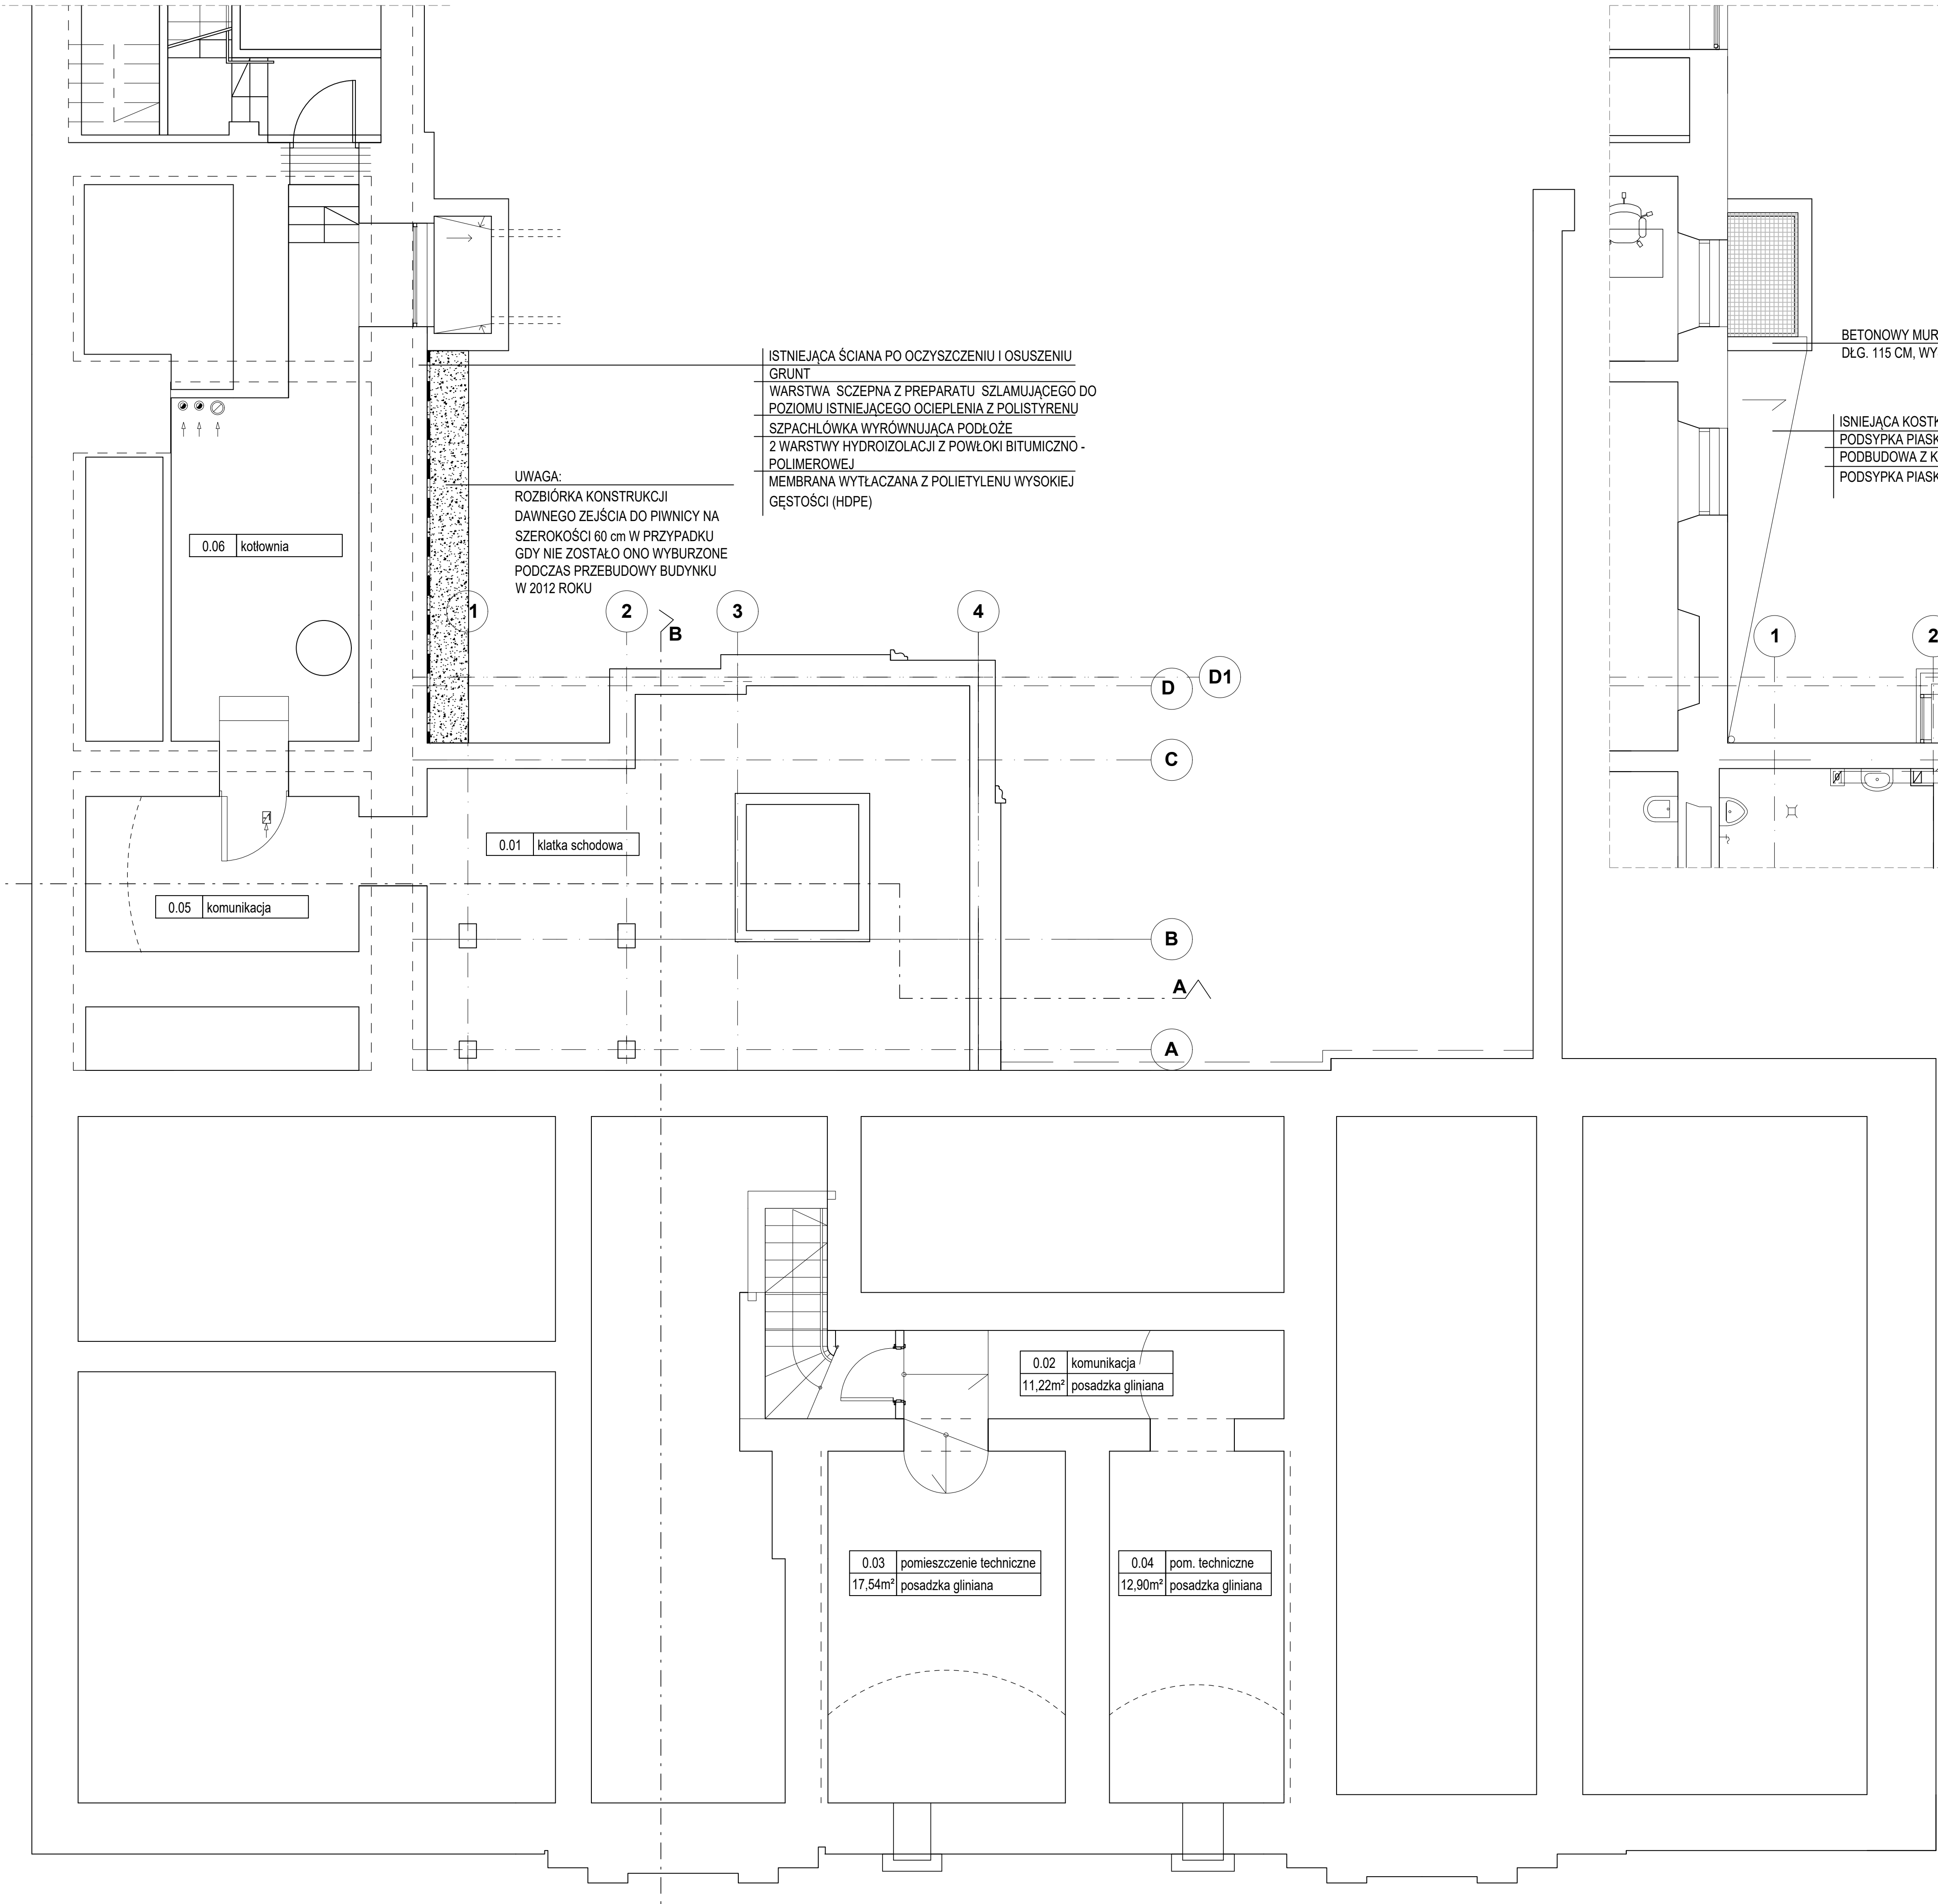 ISTNIEJĄCA ŚCIANA PO OCZYSZCZENIU I OSUSZENIU
GRUNT
WARSTWA SCZEPNA Z PREPARATU SZLAMUJĄCEGO DO
POZIOMU ISTNIEJĄCEGO OCIEPLENIA Z POLISTYRENU
SZPACHLÓWKA WYRÓWNUJĄCA PODŁOŻE
2 WARSTWY HYDROIZOLACJI Z POWŁOKI BITUMICZNO -
POLIMEROWEJ
MEMBRANA WYTŁACZANA Z POLIETYLENU WYSOKIEJ
GĘSTOŚCI (HDPE)
UWAGA:
ROZBIÓRKA KONSTRUKCJI
DAWNEGO ZEJŚCIA DO PIWNICY NA
SZEROKOŚCI 60 cm W PRZYPADKU
GDY NIE ZOSTAŁO ONO WYBURZONE
PODCZAS PRZEBUDOWY BUDYNKU
W 2012 ROKU
BETONOWY MUR
DŁG. 115 CM, WY
ISNIEJĄCA KOSTK
PODSYPKA PIASK
PODBUDOWA Z K
PODSYPKA PIASK
0.06 kotłownia
1
2
3
4
B
1
2
D
D1
C
0.01 klatka schodowa
0.05 komunikacja
B
A
A
0.02 komunikacja
11,22m² posadzka gliniana
0.03 pomieszczenie techniczne
17,54m² posadzka gliniana
0.04 pom. techniczne
12,90m² posadzka gliniana